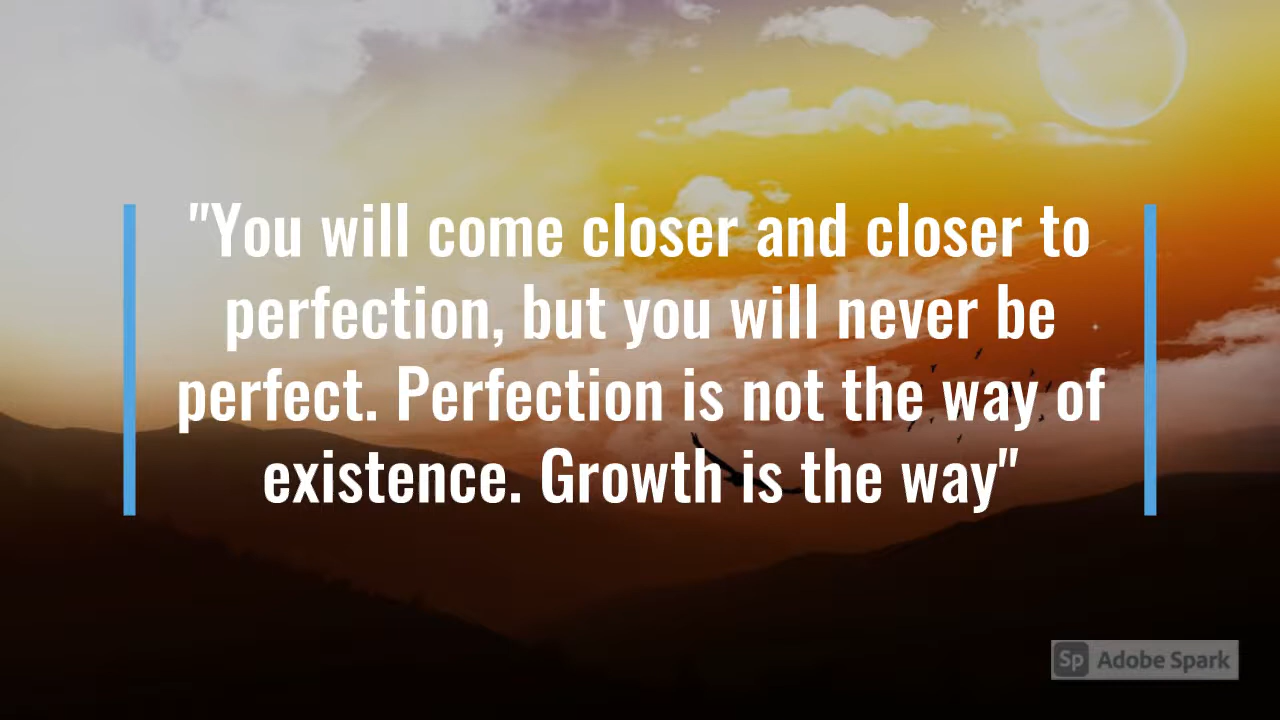 "You will come closer and closer to
perfection, but you will never be
perfect. Perfection is not the way of
existence. Growth is the way"
Sp Adobe Spark